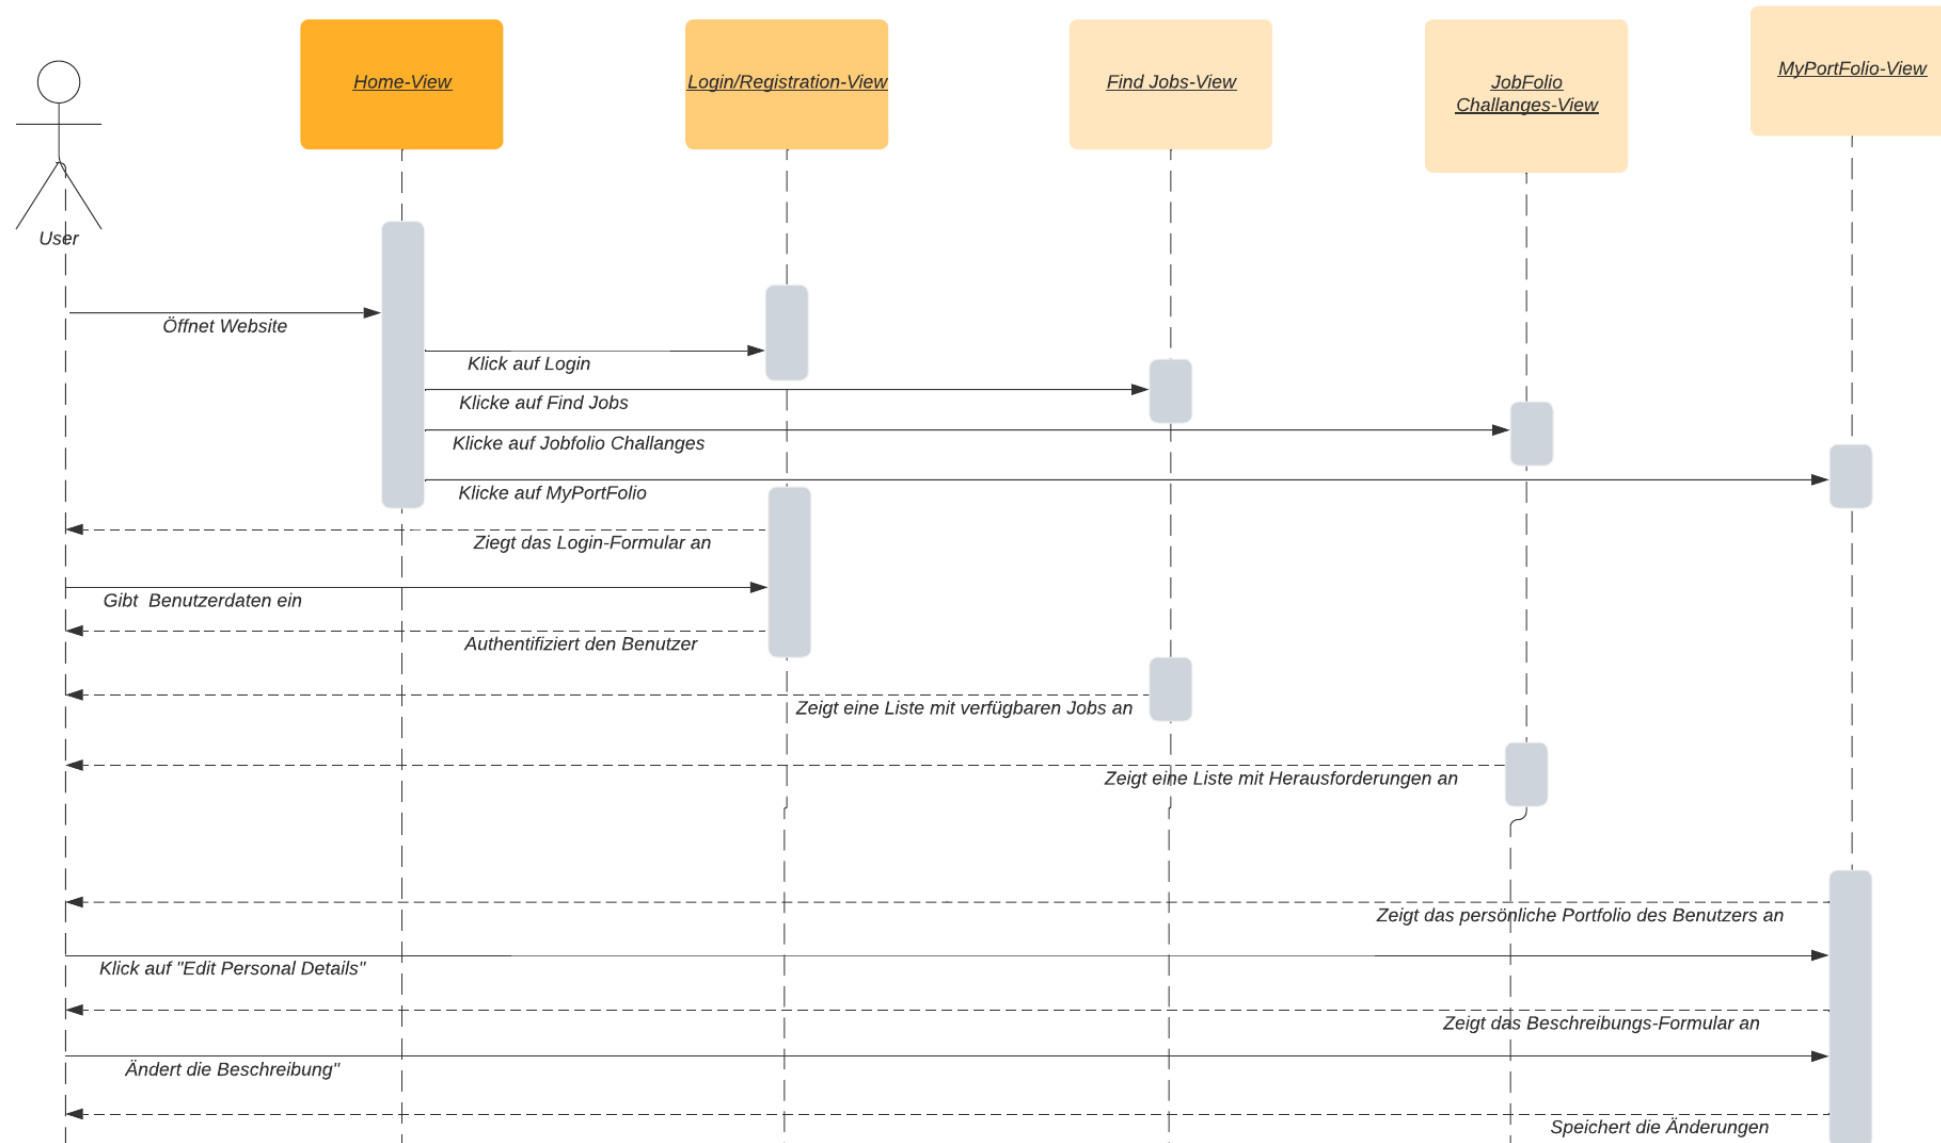 Home-View
Login/Registration-View
Find Jobs-View
JobFolio
Challanges-View
MyPortFolio-View
User
Öffnet Website
Klick auf Login
Klicke auf Find Jobs
Klicke auf Jobfolio Challanges
Klicke auf MyPortFolio
Ziegt das Login-Formular an
Gibt  Benutzerdaten ein
Authentifiziert den Benutzer
Zeigt eine Liste mit verfügbaren Jobs an
Zeigt eine Liste mit Herausforderungen an
Zeigt das persönliche Portfolio des Benutzers an
Klick auf "Edit Personal Details"
Zeigt das Beschreibungs-Formular an
Ändert die Beschreibung"
Speichert die Änderungen